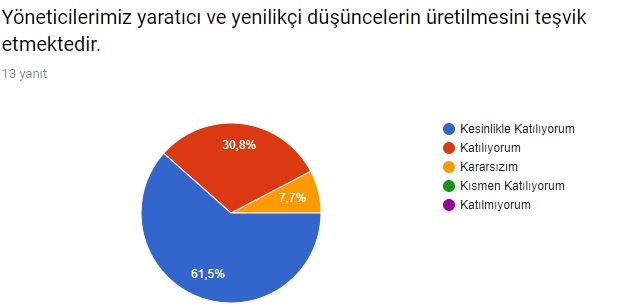 Yöneticilerimiz yaratıcı ve yenilikçi düşüncelerin üretilmesini teşvik
etmektedir.
13 yanıt
30,8%
7,7%
61,5%
Kesinlikle Katılıyorum
Katılıyorum
Kararsızım
Kısmen Katılıyorum
Katılmıyorum